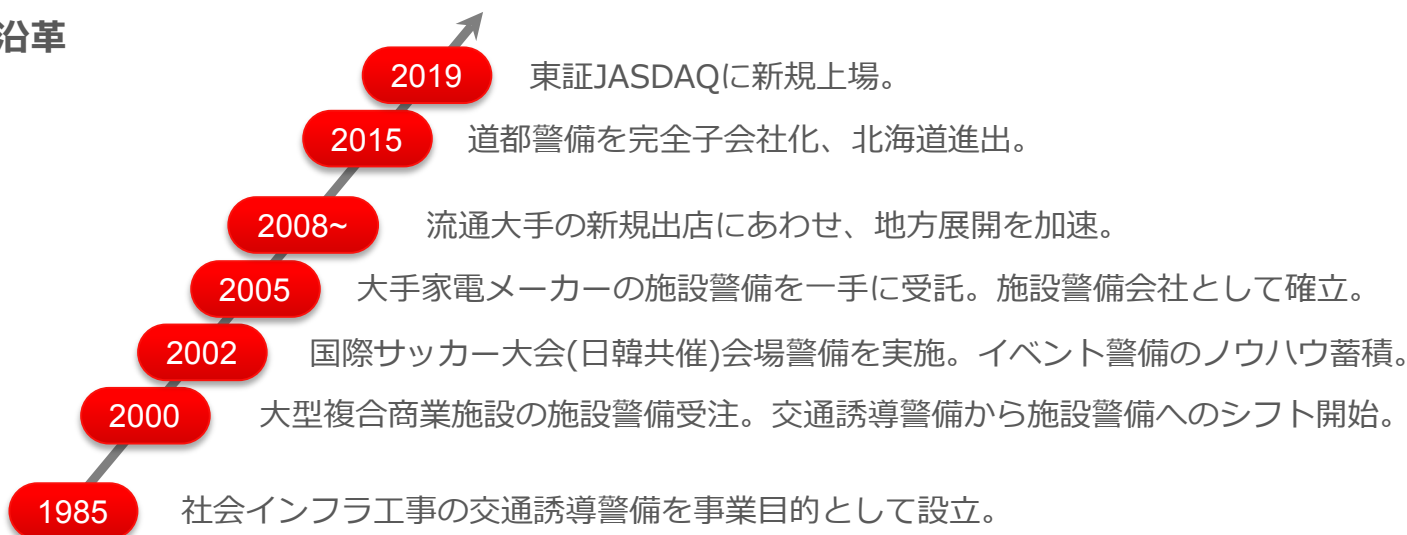 沿革
2019 東証JASDAQに新規上場。
2015 道都警備を完全子会社化、北海道進出。
2008~ 流通大手の新規出店にあわせ、地方展開を加速。
2005 大手家電メーカーの施設警備を一手に受託。施設警備会社として確立。
2002 国際サッカー大会(日韓共催)会場警備を実施。イベント警備のノウハウ蓄積。
2000 大型複合商業施設の施設警備受注。交通誘導警備から施設警備へのシフト開始。
1985 社会インフラ工事の交通誘導警備を事業目的として設立。